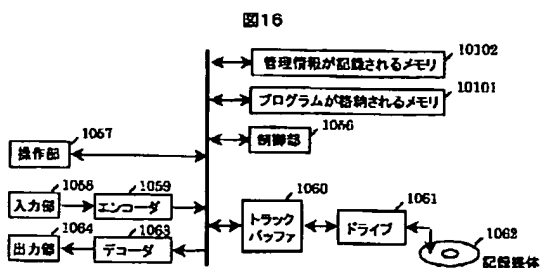 図16
10102
管理情報が記録されるメモリ
10101
プログラムが格納されるメモリ
1056
制御部
1057
操作部
1058
入力部
1059
エンコーダ
1060
トラックバッファ
1061
ドライブ
1062
記録媒体
1064
出力部
1063
デコーダ